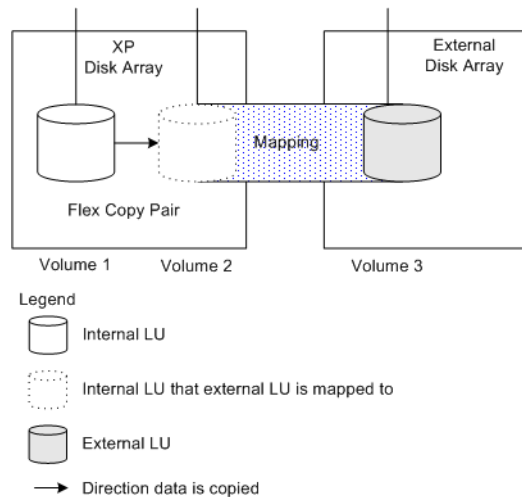 XP
Disk Array
External
Disk Array
Mapping
Flex Copy Pair
Volume 1
Volume 2
Volume 3
Legend
Internal LU
Internal LU that external LU is mapped to
External LU
Direction data is copied